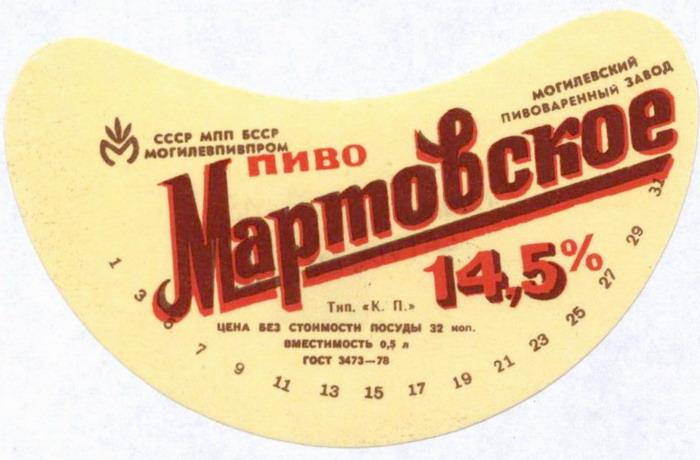 СССР МПП БССР
МОГИЛЕВПИВПРОМ
МОГИЛЕВСКИЙ
ПИВОВАРЕННЫЙ ЗАВОД
ПИВО
Мартовское
14,5%
Тип. «К. П.»
ЦЕНА БЕЗ СТОИМОСТИ ПОСУДЫ 32 коп.
ВМЕСТИМОСТЬ 0,5 л
ГОСТ 3473—78
1 3 7 9 11 13 15 17 19 21 23 25 27 29 31